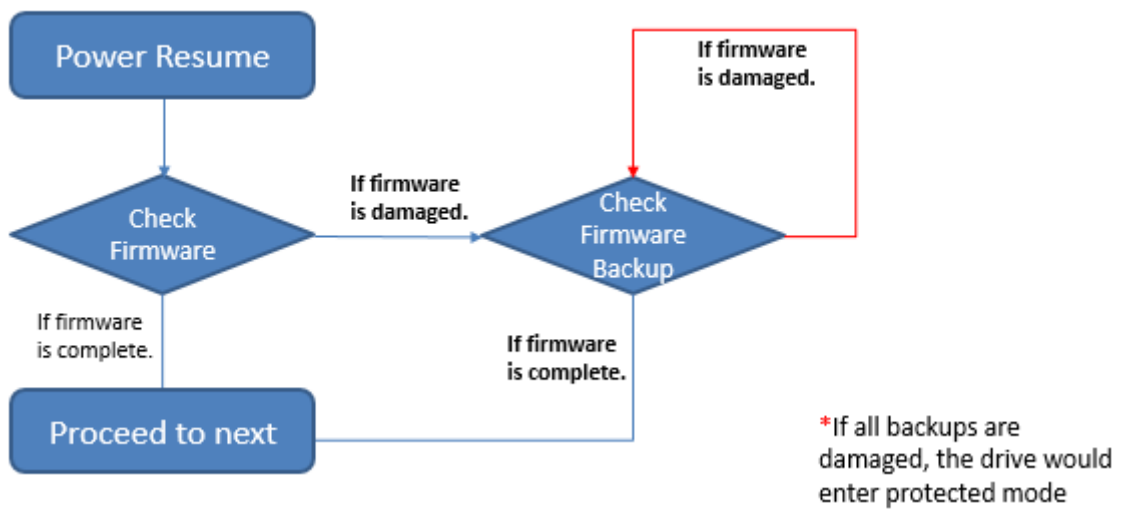 Power Resume
If firmware
is damaged.
Check
Firmware
If firmware
is damaged.
Check
Firmware
Backup
If firmware
is complete.
If firmware
is complete.
Proceed to next
*If all backups are
damaged, the drive would
enter protected mode